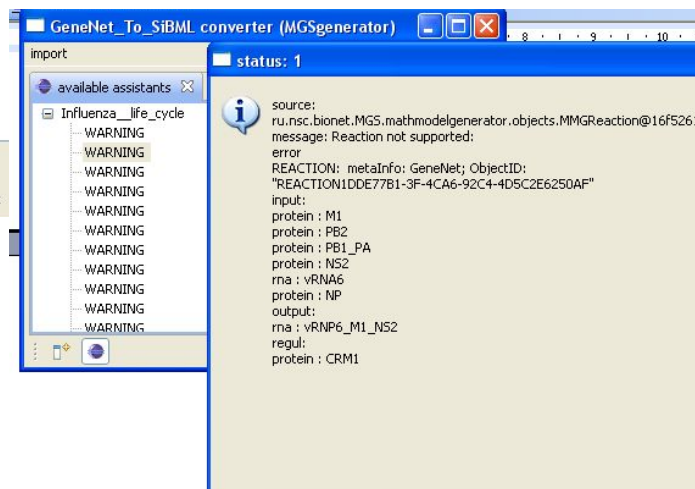 GeneNet_To_SiBML converter (MGSgenerator)
8 9 10
import
status: 1
available assistants
Influenza__life_cycle
WARNING
WARNING
WARNING
WARNING
WARNING
WARNING
WARNING
WARNING
WARNING
WARNING
WARNING
source:
ru.nsc.bionet.MGS.mathmodelgenerator.objects.MMGReaction@16f5261
message: Reaction not supported:
error
REACTION: metaInfo: GeneNet; ObjectID:
"REACTION1DDE77B1-3F-4CA6-92C4-4D5C2E6250AF"
input:
protein : M1
protein : PB2
protein : PB1_PA
protein : NS2
rna : vRNA6
protein : NP
output:
rna : vRNP6_M1_NS2
regul:
protein : CRM1